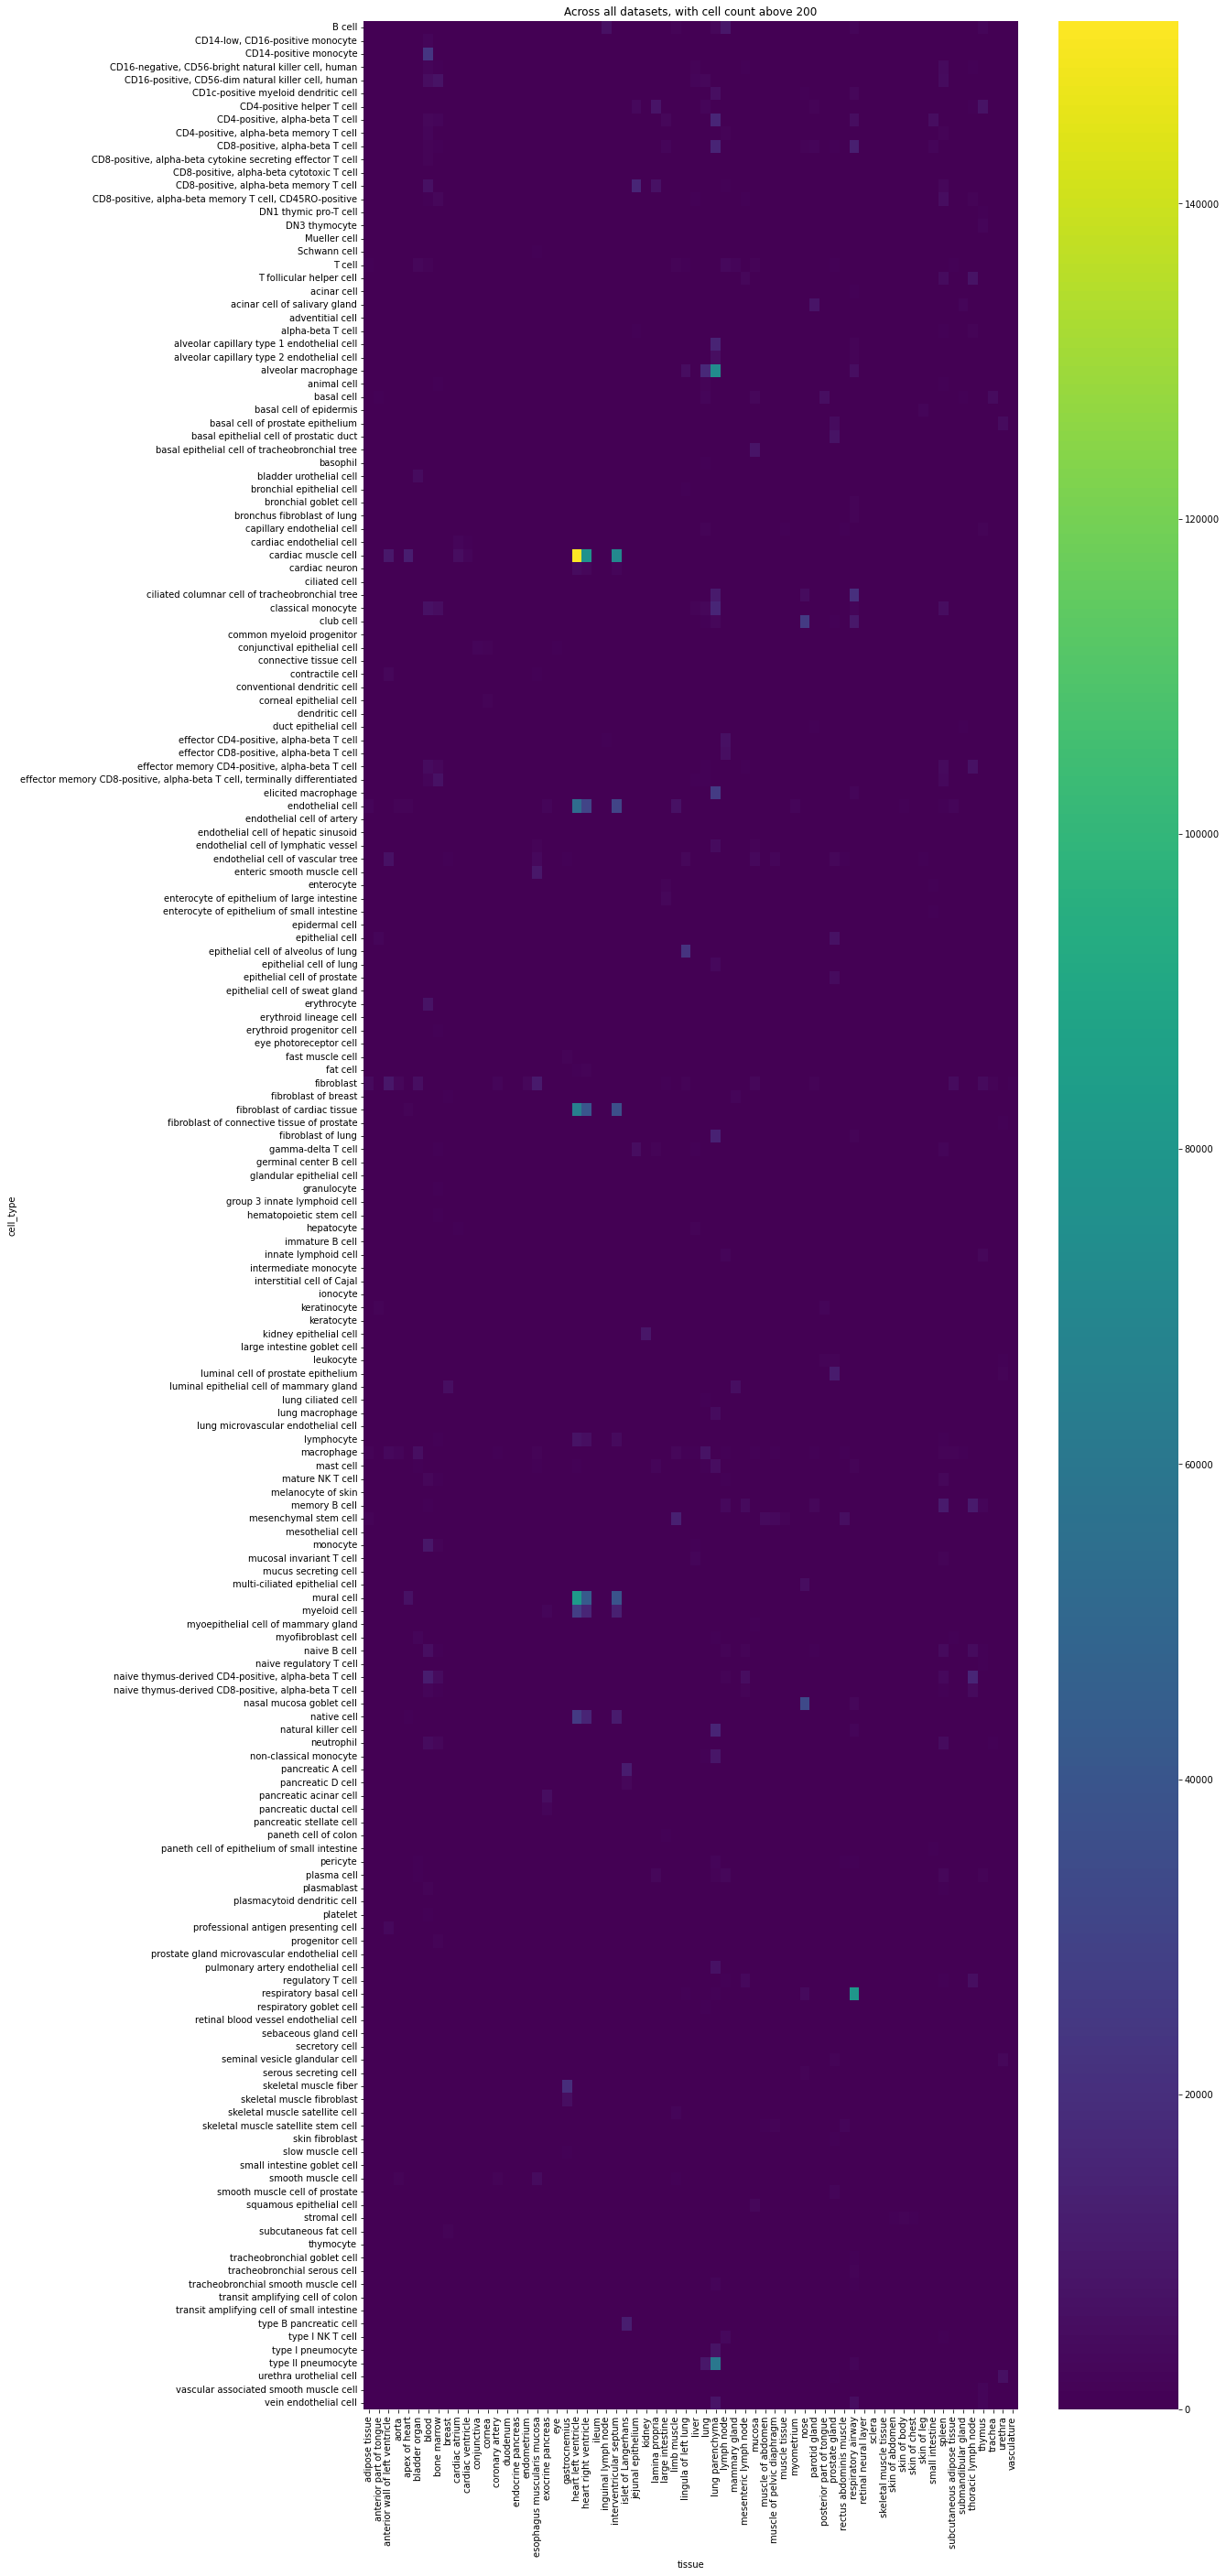 Across all datasets, with cell count above 200
B cell
CD14-low, CD16-positive monocyte
CD14-positive monocyte
CD16-negative, CD56-bright natural killer cell, human
CD16-positive, CD56-dim natural killer cell, human
CD1c-positive myeloid dendritic cell
CD4-positive helper T cell
CD4-positive, alpha-beta T cell
CD4-positive, alpha-beta memory T cell
CD8-positive, alpha-beta T cell
CD8-positive, alpha-beta cytokine secreting effector T cell
CD8-positive, alpha-beta cytotoxic T cell
CD8-positive, alpha-beta memory T cell
CD8-positive, alpha-beta memory T cell, CD45RO-positive
DN1 thymic pro-T cell
DN3 thymocyte
Mueller cell
Schwann cell
T cell
T follicular helper cell
acinar cell
acinar cell of salivary gland
adventitial cell
alpha-beta T cell
alveolar capillary type 1 endothelial cell
alveolar capillary type 2 endothelial cell
alveolar macrophage
animal cell
basal cell
basal cell of epidermis
basal cell of prostate epithelium
basal epithelial cell of prostatic duct
basal epithelial cell of tracheobronchial tree
basophil
bladder urothelial cell
bronchial epithelial cell
bronchial goblet cell
bronchus fibroblast of lung
capillary endothelial cell
cardiac endothelial cell
cardiac muscle cell
cardiac neuron
ciliated cell
ciliated columnar cell of tracheobronchial tree
classical monocyte
club cell
common myeloid progenitor
conjunctival epithelial cell
connective tissue cell
contractile cell
conventional dendritic cell
corneal epithelial cell
dendritic cell
duct epithelial cell
effector CD4-positive, alpha-beta T cell
effector CD8-positive, alpha-beta T cell
effector memory CD4-positive, alpha-beta T cell
effector memory CD8-positive, alpha-beta T cell, terminally differentiated
elicited macrophage
endothelial cell
endothelial cell of artery
endothelial cell of hepatic sinusoid
endothelial cell of lymphatic vessel
endothelial cell of vascular tree
enteric smooth muscle cell
enterocyte
enterocyte of epithelium of large intestine
enterocyte of epithelium of small intestine
epidermal cell
epithelial cell
epithelial cell of alveolus of lung
epithelial cell of lung
epithelial cell of prostate
epithelial cell of sweat gland
erythrocyte
erythroid lineage cell
erythroid progenitor cell
eye photoreceptor cell
fast muscle cell
fat cell
fibroblast
fibroblast of breast
fibroblast of cardiac tissue
fibroblast of connective tissue of prostate
fibroblast of lung
gamma-delta T cell
germinal center B cell
glandular epithelial cell
granulocyte
group 3 innate lymphoid cell
hematopoietic stem cell
hepatocyte
immature B cell
innate lymphoid cell
intermediate monocyte
interstitial cell of Cajal
ionocyte
keratinocyte
keratocyte
kidney epithelial cell
large intestine goblet cell
leukocyte
luminal cell of prostate epithelium
luminal epithelial cell of mammary gland
lung ciliated cell
lung macrophage
lung microvascular endothelial cell
lymphocyte
macrophage
mast cell
mature NK T cell
melanocyte of skin
memory B cell
mesenchymal stem cell
mesothelial cell
monocyte
mucosal invariant T cell
mucus secreting cell
multi-ciliated epithelial cell
mural cell
myeloid cell
myoepithelial cell of mammary gland
myofibroblast cell
naive B cell
naive regulatory T cell
naive thymus-derived CD4-positive, alpha-beta T cell
naive thymus-derived CD8-positive, alpha-beta T cell
nasal mucosa goblet cell
native cell
natural killer cell
neutrophil
non-classical monocyte
pancreatic A cell
pancreatic D cell
pancreatic acinar cell
pancreatic ductal cell
pancreatic stellate cell
paneth cell of colon
paneth cell of epithelium of small intestine
pericyte
plasma cell
plasmablast
plasmacytoid dendritic cell
platelet
professional antigen presenting cell
progenitor cell
prostate gland microvascular endothelial cell
pulmonary artery endothelial cell
regulatory T cell
respiratory basal cell
respiratory goblet cell
retinal blood vessel endothelial cell
sebaceous gland cell
secretory cell
seminal vesicle glandular cell
serous secreting cell
skeletal muscle fiber
skeletal muscle fibroblast
skeletal muscle satellite cell
skeletal muscle satellite stem cell
skin fibroblast
slow muscle cell
small intestine goblet cell
smooth muscle cell
smooth muscle cell of prostate
squamous epithelial cell
stromal cell
subcutaneous fat cell
thymocyte
tracheobronchial goblet cell
tracheobronchial serous cell
tracheobronchial smooth muscle cell
transit amplifying cell of colon
transit amplifying cell of small intestine
type B pancreatic cell
type I NK T cell
type I pneumocyte
type II pneumocyte
urethra urothelial cell
vascular associated smooth muscle cell
vein endothelial cell
cell_type
adipose tissue
anterior part of tongue
anterior wall of left ventricle
aorta
apex of heart
bladder organ
blood
bone marrow
breast
cardiac atrium
cardiac ventricle
conjunctiva
cornea
coronary artery
duodenum
endocrine pancreas
endometrium
esophagus muscularis mucosa
exocrine pancreas
eye
gastrocnemius
heart left ventricle
heart right ventricle
ileum
inguinal lymph node
interventricular septum
islet of Langerhans
jejunal epithelium
kidney
lamina propria
large intestine
limb muscle
lingula of left lung
liver
lung
lung parenchyma
lymph node
mammary gland
mesenteric lymph node
mucosa
muscle of abdomen
muscle of pelvic diaphragm
muscle tissue
myometrium
nose
parotid gland
posterior part of tongue
prostate gland
rectus abdominis muscle
respiratory airway
retinal neural layer
sclera
skeletal muscle tissue
skin of abdomen
skin of body
skin of chest
skin of leg
small intestine
spleen
subcutaneous adipose tissue
submandibular gland
thoracic lymph node
thymus
trachea
urethra
vasculature
tissue
140000
120000
100000
80000
60000
40000
20000
0